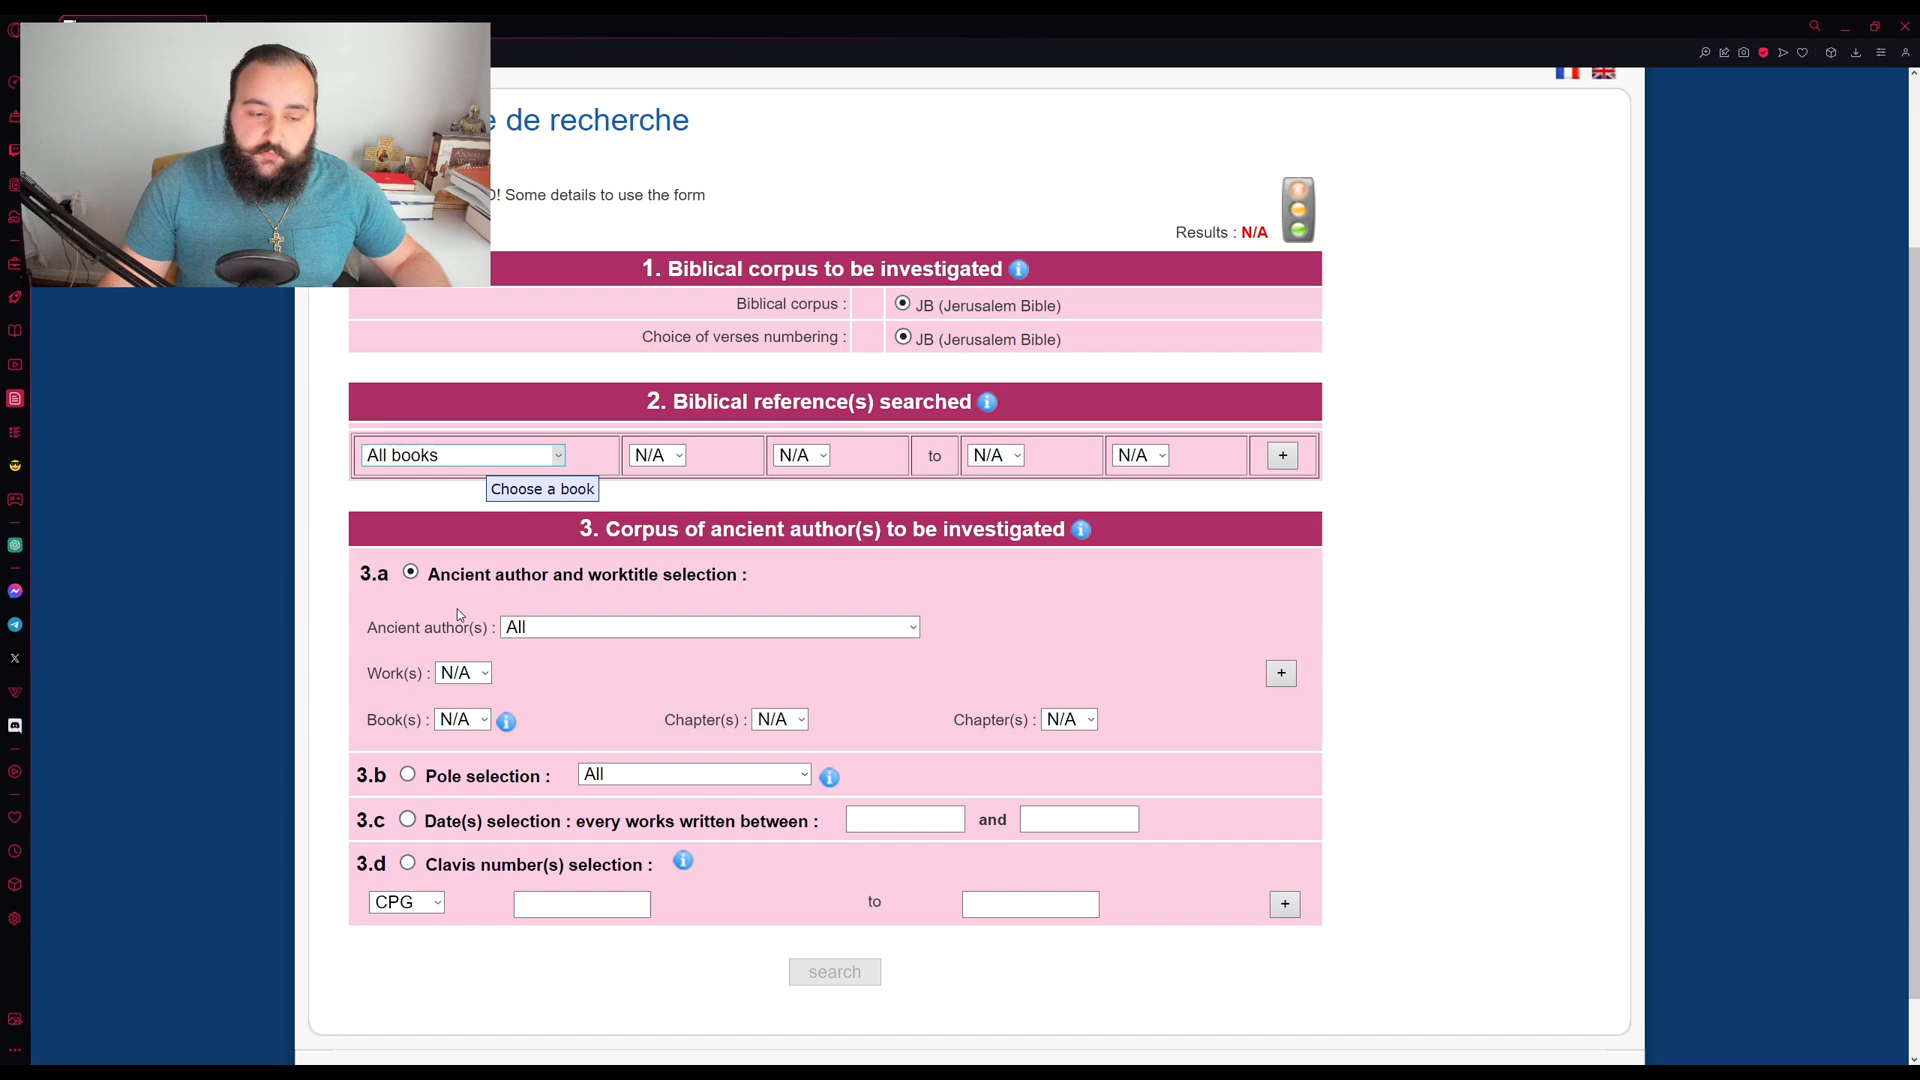 e de recherche
D! Some details to use the form
Results : N/A
1. Biblical corpus to be investigated
Biblical corpus : JB (Jerusalem Bible)
Choice of verses numbering : JB (Jerusalem Bible)
2. Biblical reference(s) searched
All books N/A N/A to N/A N/A +
Choose a book
3. Corpus of ancient author(s) to be investigated
3.a Ancient author and worktitle selection :
Ancient author(s) : All
Work(s) : N/A +
Book(s) : N/A Chapter(s) : N/A Chapter(s) : N/A
3.b Pole selection : All
3.c Date(s) selection : every works written between : and
3.d Clavis number(s) selection :
CPG to +
search